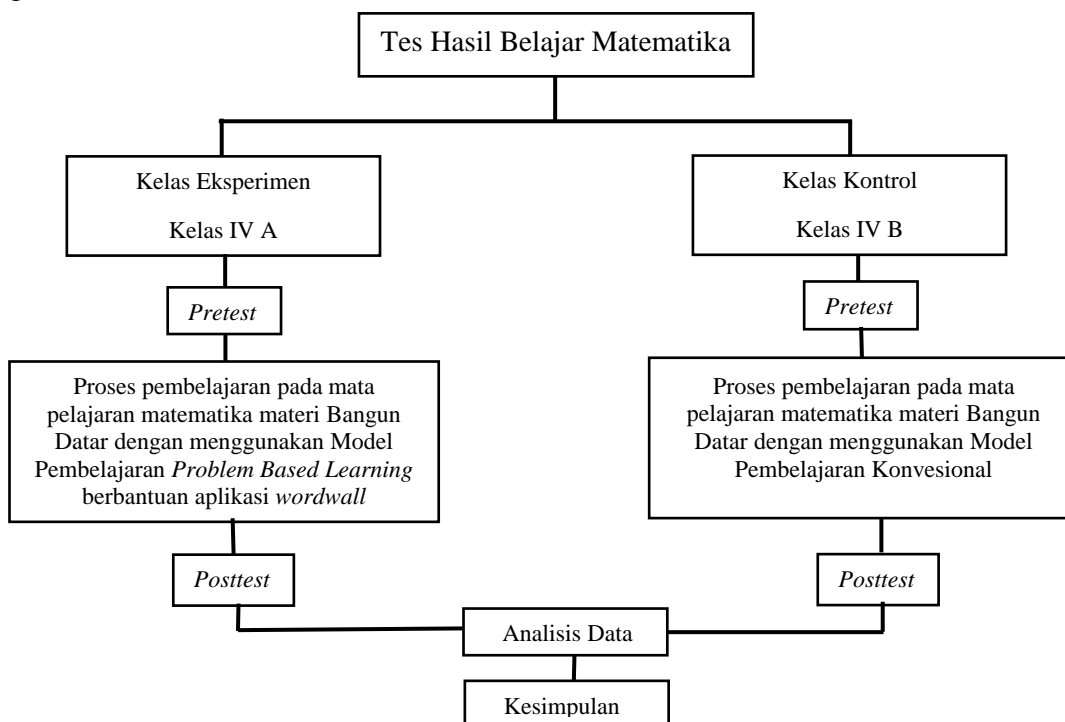 Tes Hasil Belajar Matematika
Kelas Eksperimen
Kelas IV A
Kelas Kontrol
Kelas IV B
Pretest
Pretest
Proses pembelajaran pada mata
pelajaran matematika materi Bangun
Datar dengan menggunakan Model
Pembelajaran Problem Based Learning
berbantuan aplikasi wordwall
Proses pembelajaran pada mata
pelajaran matematika materi Bangun
Datar dengan menggunakan Model
Pembelajaran Konvesional
Posttest
Posttest
Analisis Data
Kesimpulan